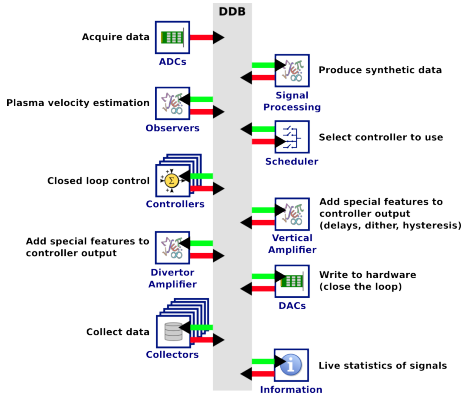 DDB
Acquire data
ADCs
Produce synthetic data
Signal
Processing
Plasma velocity estimation
Observers
Select controller to use
Scheduler
Closed loop control
Controllers
Add special features to
controller output
(delays, dither, hysteresis)
Vertical
Amplifier
Add special features to
controller output
Divertor
Amplifier
Write to hardware
(close the loop)
DACs
Collect data
Collectors
Live statistics of signals
Information